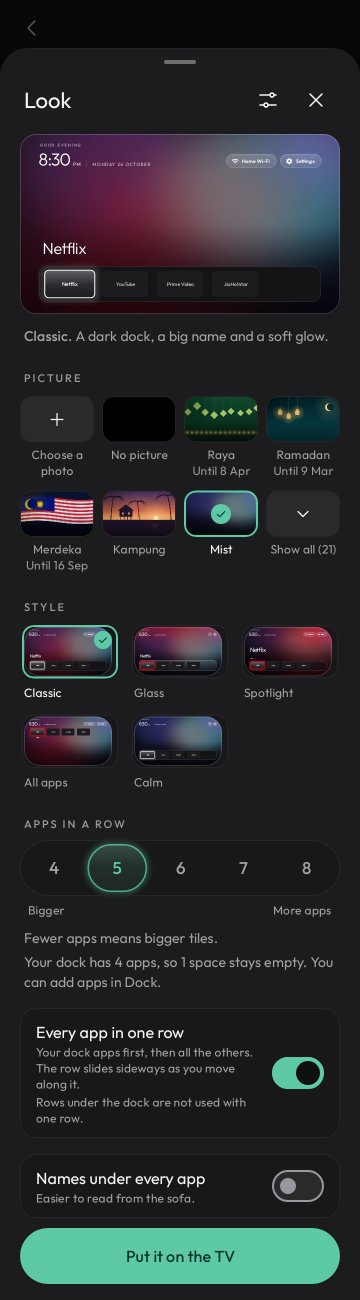 Look
GOOD EVENING
8:30 PM MONDAY 26 OCTOBER
Home Wi-Fi
Settings
Netflix
Netflix
YouTube
Prime Video
JioHotstar
Classic. A dark dock, a big name and a soft glow.
PICTURE
Choose a
photo
No picture
Raya
Until 8 Apr
Ramadan
Until 9 Mar
Merdeka
Until 16 Sep
Kampung
Mist
Show all (21)
STYLE
Classic
Glass
Spotlight
All apps
Calm
APPS IN A ROW
4 5 6 7 8
Bigger
More apps
Fewer apps means bigger tiles.
Your dock has 4 apps, so 1 space stays empty. You
can add apps in Dock.
Every app in one row
Your dock apps first, then all the others.
The row slides sideways as you move
along it.
Rows under the dock are not used with
one row.
Names under every app
Easier to read from the sofa.
Put it on the TV